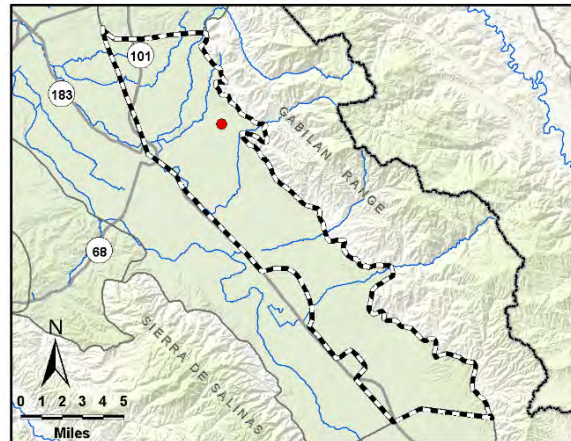 101
183
GABILAN RANGE
68
SIERRA DE SALINAS
N
0 1 2 3 4 5
Miles